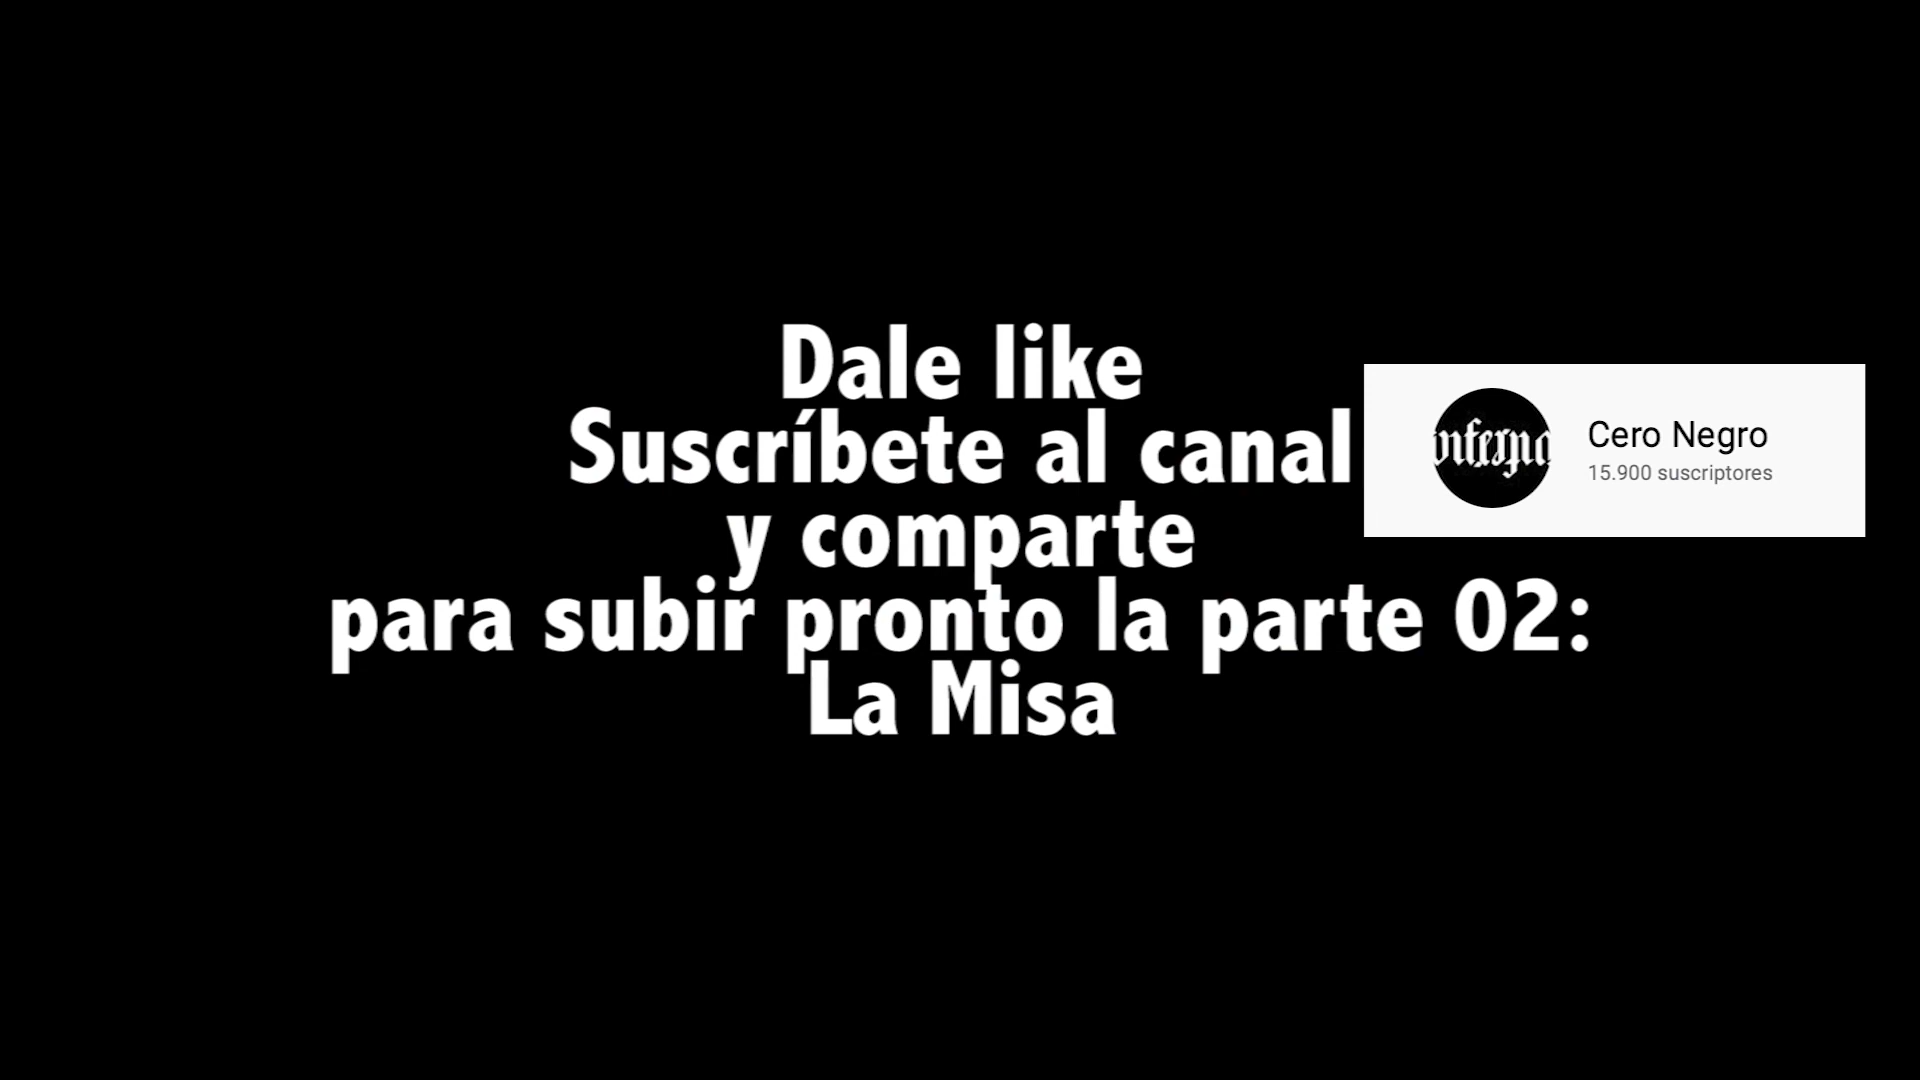 Dale like
Suscríbete al canal
y comparte
para subir pronto la parte 02:
La Misa
inferno
Cero Negro
15.900 suscriptores